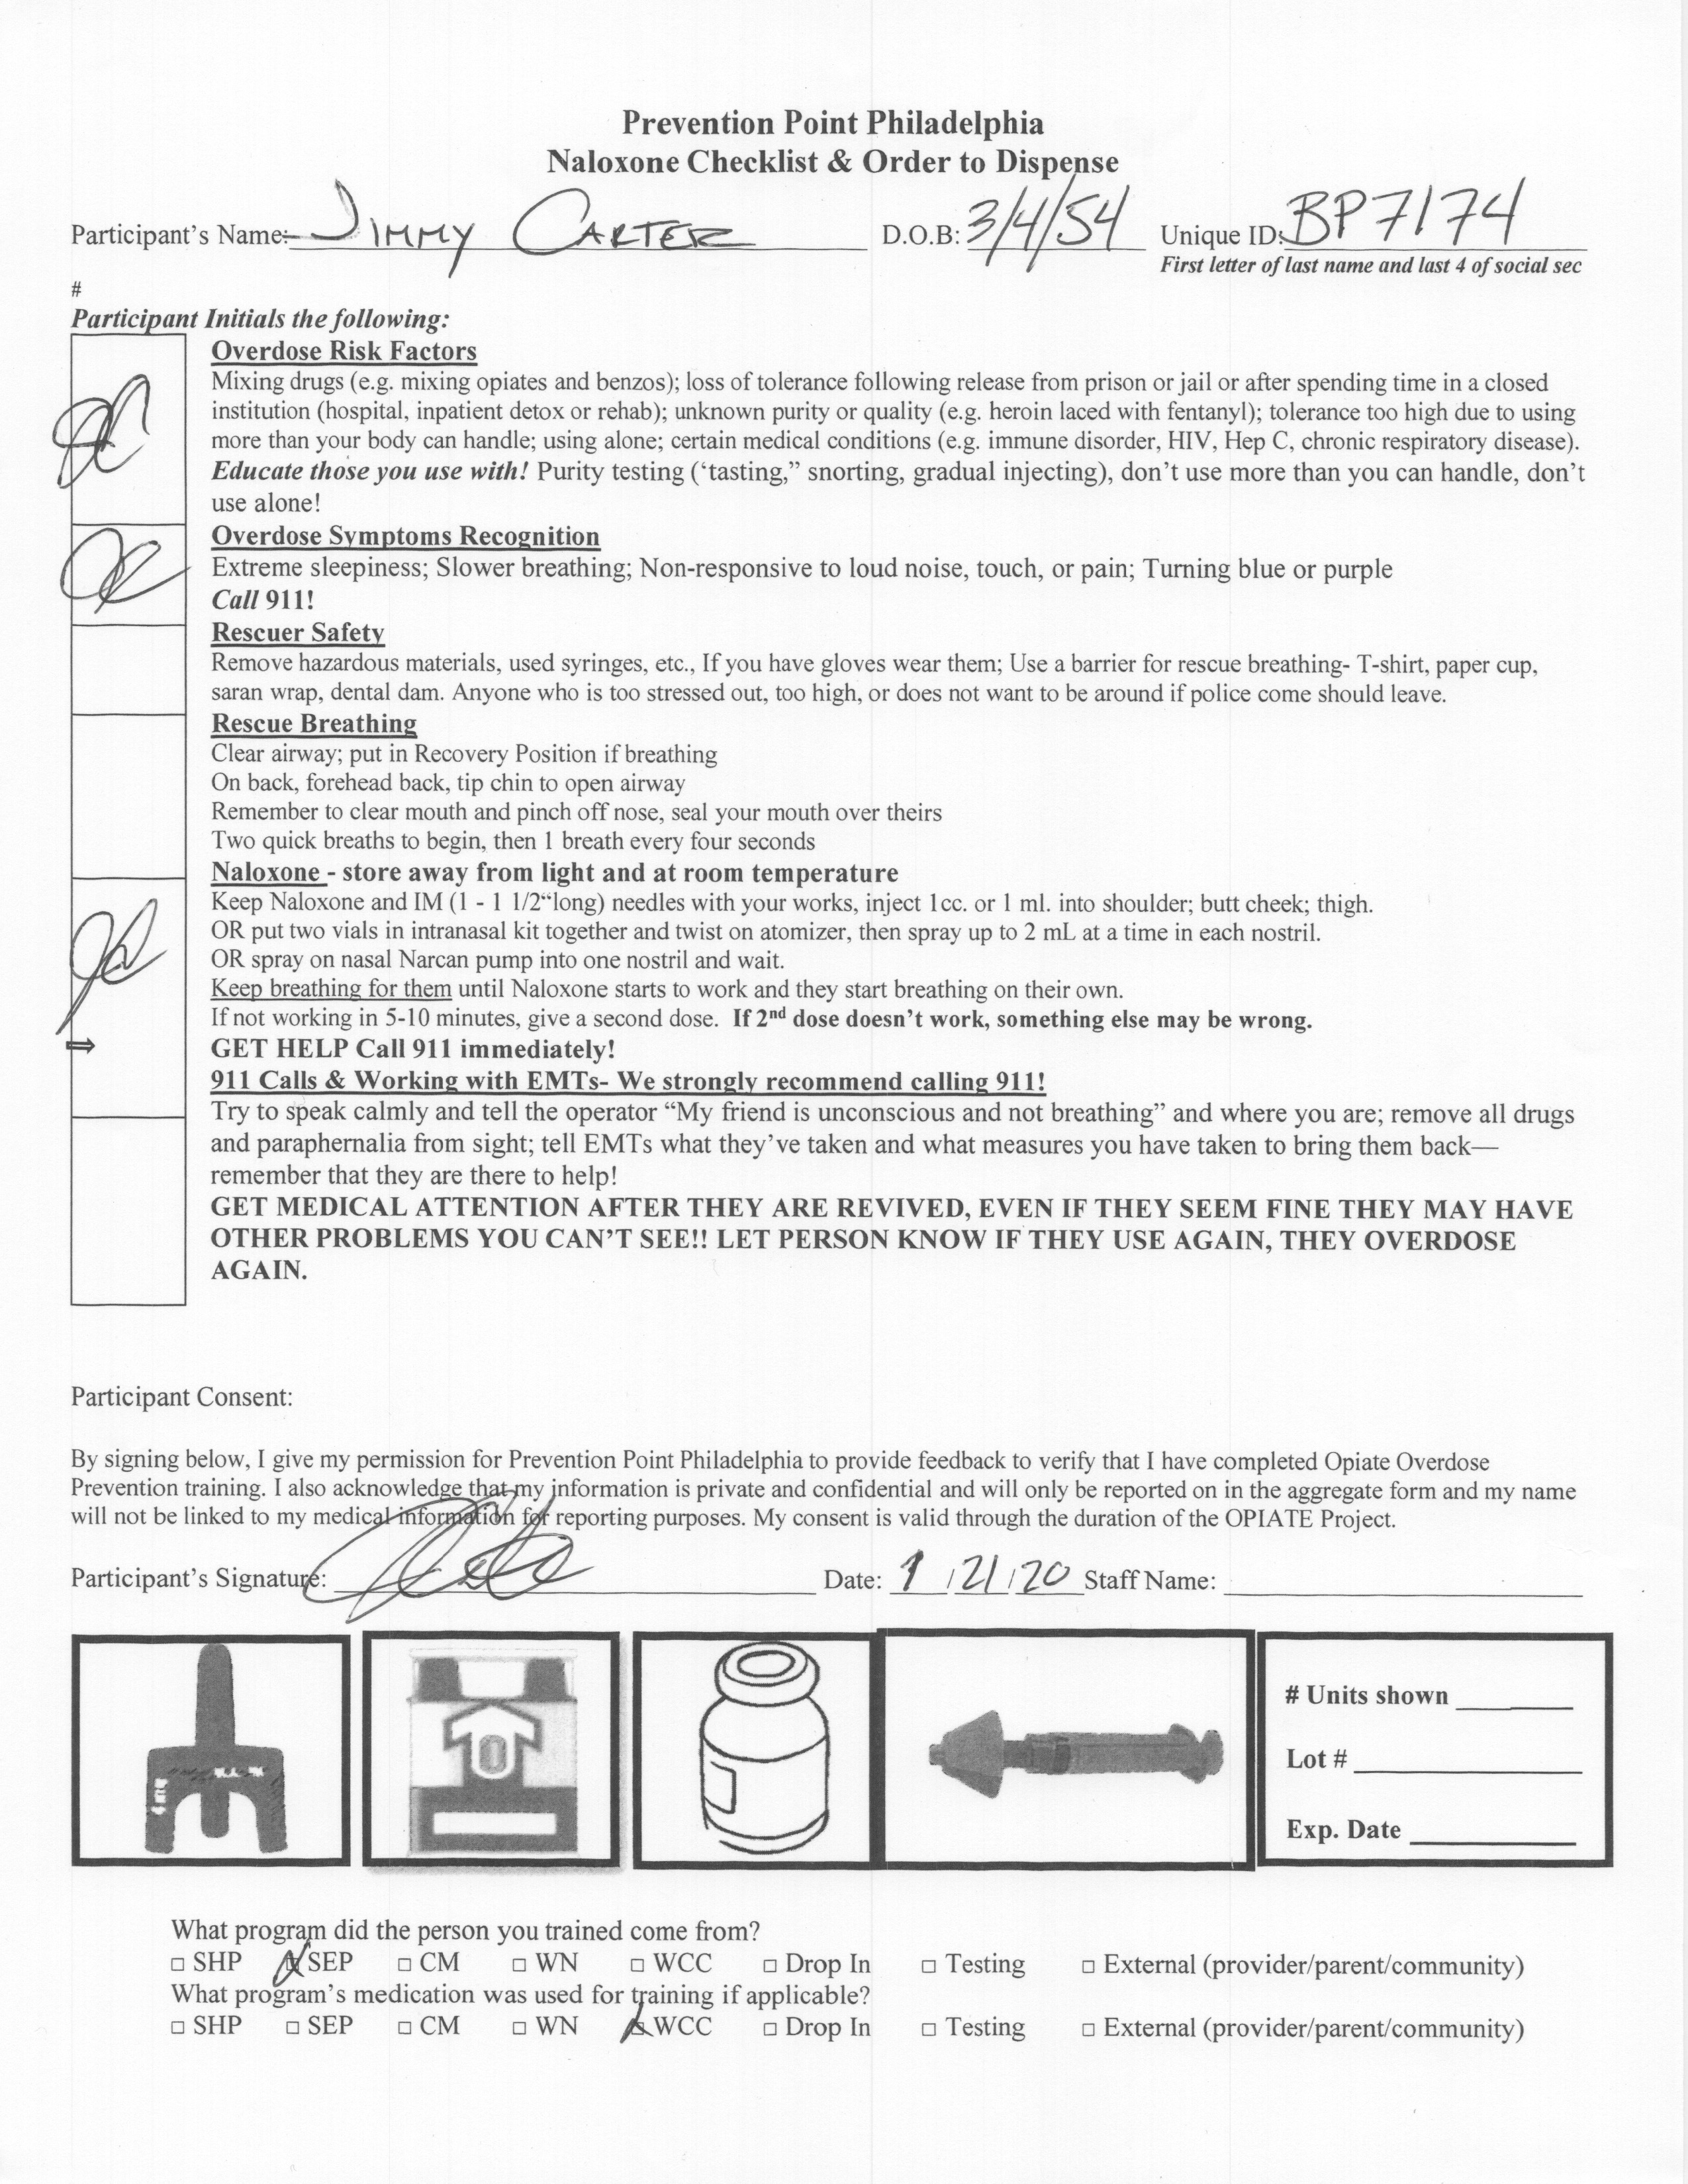 Prevention Point Philadelphia
Naloxone Checklist & Order to Dispense
Participant's Name: JIMMY CARTER D.O.B: 3/4/54 Unique ID: BP7174
First letter of last name and last 4 of social sec
#
Participant Initials the following:
Overdose Risk Factors
Mixing drugs (e.g. mixing opiates and benzos); loss of tolerance following release from prison or jail or after spending time in a closed
institution (hospital, inpatient detox or rehab); unknown purity or quality (e.g. heroin laced with fentanyl); tolerance too high due to using
more than your body can handle; using alone; certain medical conditions (e.g. immune disorder, HIV, Hep C, chronic respiratory disease).
Educate those you use with! Purity testing ('tasting," snorting, gradual injecting), don't use more than you can handle, don't
use alone!
Overdose Symptoms Recognition
Extreme sleepiness; Slower breathing; Non-responsive to loud noise, touch, or pain; Turning blue or purple
Call 911!
Rescuer Safety
Remove hazardous materials, used syringes, etc., If you have gloves wear them; Use a barrier for rescue breathing- T-shirt, paper cup,
saran wrap, dental dam. Anyone who is too stressed out, too high, or does not want to be around if police come should leave.
Rescue Breathing
Clear airway; put in Recovery Position if breathing
On back, forehead back, tip chin to open airway
Remember to clear mouth and pinch off nose, seal your mouth over theirs
Two quick breaths to begin, then 1 breath every four seconds
Naloxone - store away from light and at room temperature
Keep Naloxone and IM (1 - 1 1/2“long) needles with your works, inject 1cc. or 1 ml. into shoulder; butt cheek; thigh.
OR put two vials in intranasal kit together and twist on atomizer, then spray up to 2 mL at a time in each nostril.
OR spray on nasal Narcan pump into one nostril and wait.
Keep breathing for them until Naloxone starts to work and they start breathing on their own.
If not working in 5-10 minutes, give a second dose. If 2nd dose doesn't work, something else may be wrong.
⇒ GET HELP Call 911 immediately!
911 Calls & Working with EMTs- We strongly recommend calling 911!
Try to speak calmly and tell the operator “My friend is unconscious and not breathing” and where you are; remove all drugs
and paraphernalia from sight; tell EMTs what they've taken and what measures you have taken to bring them back—
remember that they are there to help!
GET MEDICAL ATTENTION AFTER THEY ARE REVIVED, EVEN IF THEY SEEM FINE THEY MAY HAVE
OTHER PROBLEMS YOU CAN'T SEE!! LET PERSON KNOW IF THEY USE AGAIN, THEY OVERDOSE
AGAIN.
Participant Consent:
By signing below, I give my permission for Prevention Point Philadelphia to provide feedback to verify that I have completed Opiate Overdose
Prevention training. I also acknowledge that my information is private and confidential and will only be reported on in the aggregate form and my name
will not be linked to my medical information for reporting purposes. My consent is valid through the duration of the OPIATE Project.
Participant's Signature: Date: 1/21/20 Staff Name:
# Units shown
Lot #
Exp. Date
What program did the person you trained come from?
□ SHP □ SEP □ CM □ WN □ WCC □ Drop In □ Testing □ External (provider/parent/community)
What program's medication was used for training if applicable?
□ SHP □ SEP □ CM □ WN □ WCC □ Drop In □ Testing □ External (provider/parent/community)